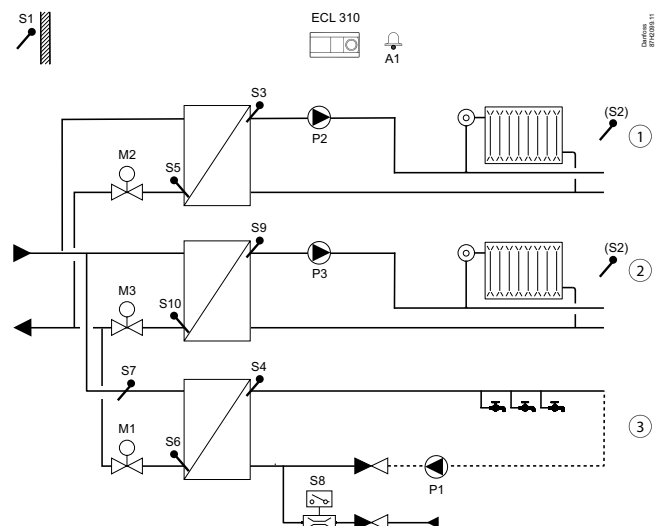 S1
ECL 310
A1
Danfoss
87H2099.11
S3
P2
(S2)
1
M2
S5
S9
P3
(S2)
2
M3
S10
S7
S4
3
M1
S6
P1
S8